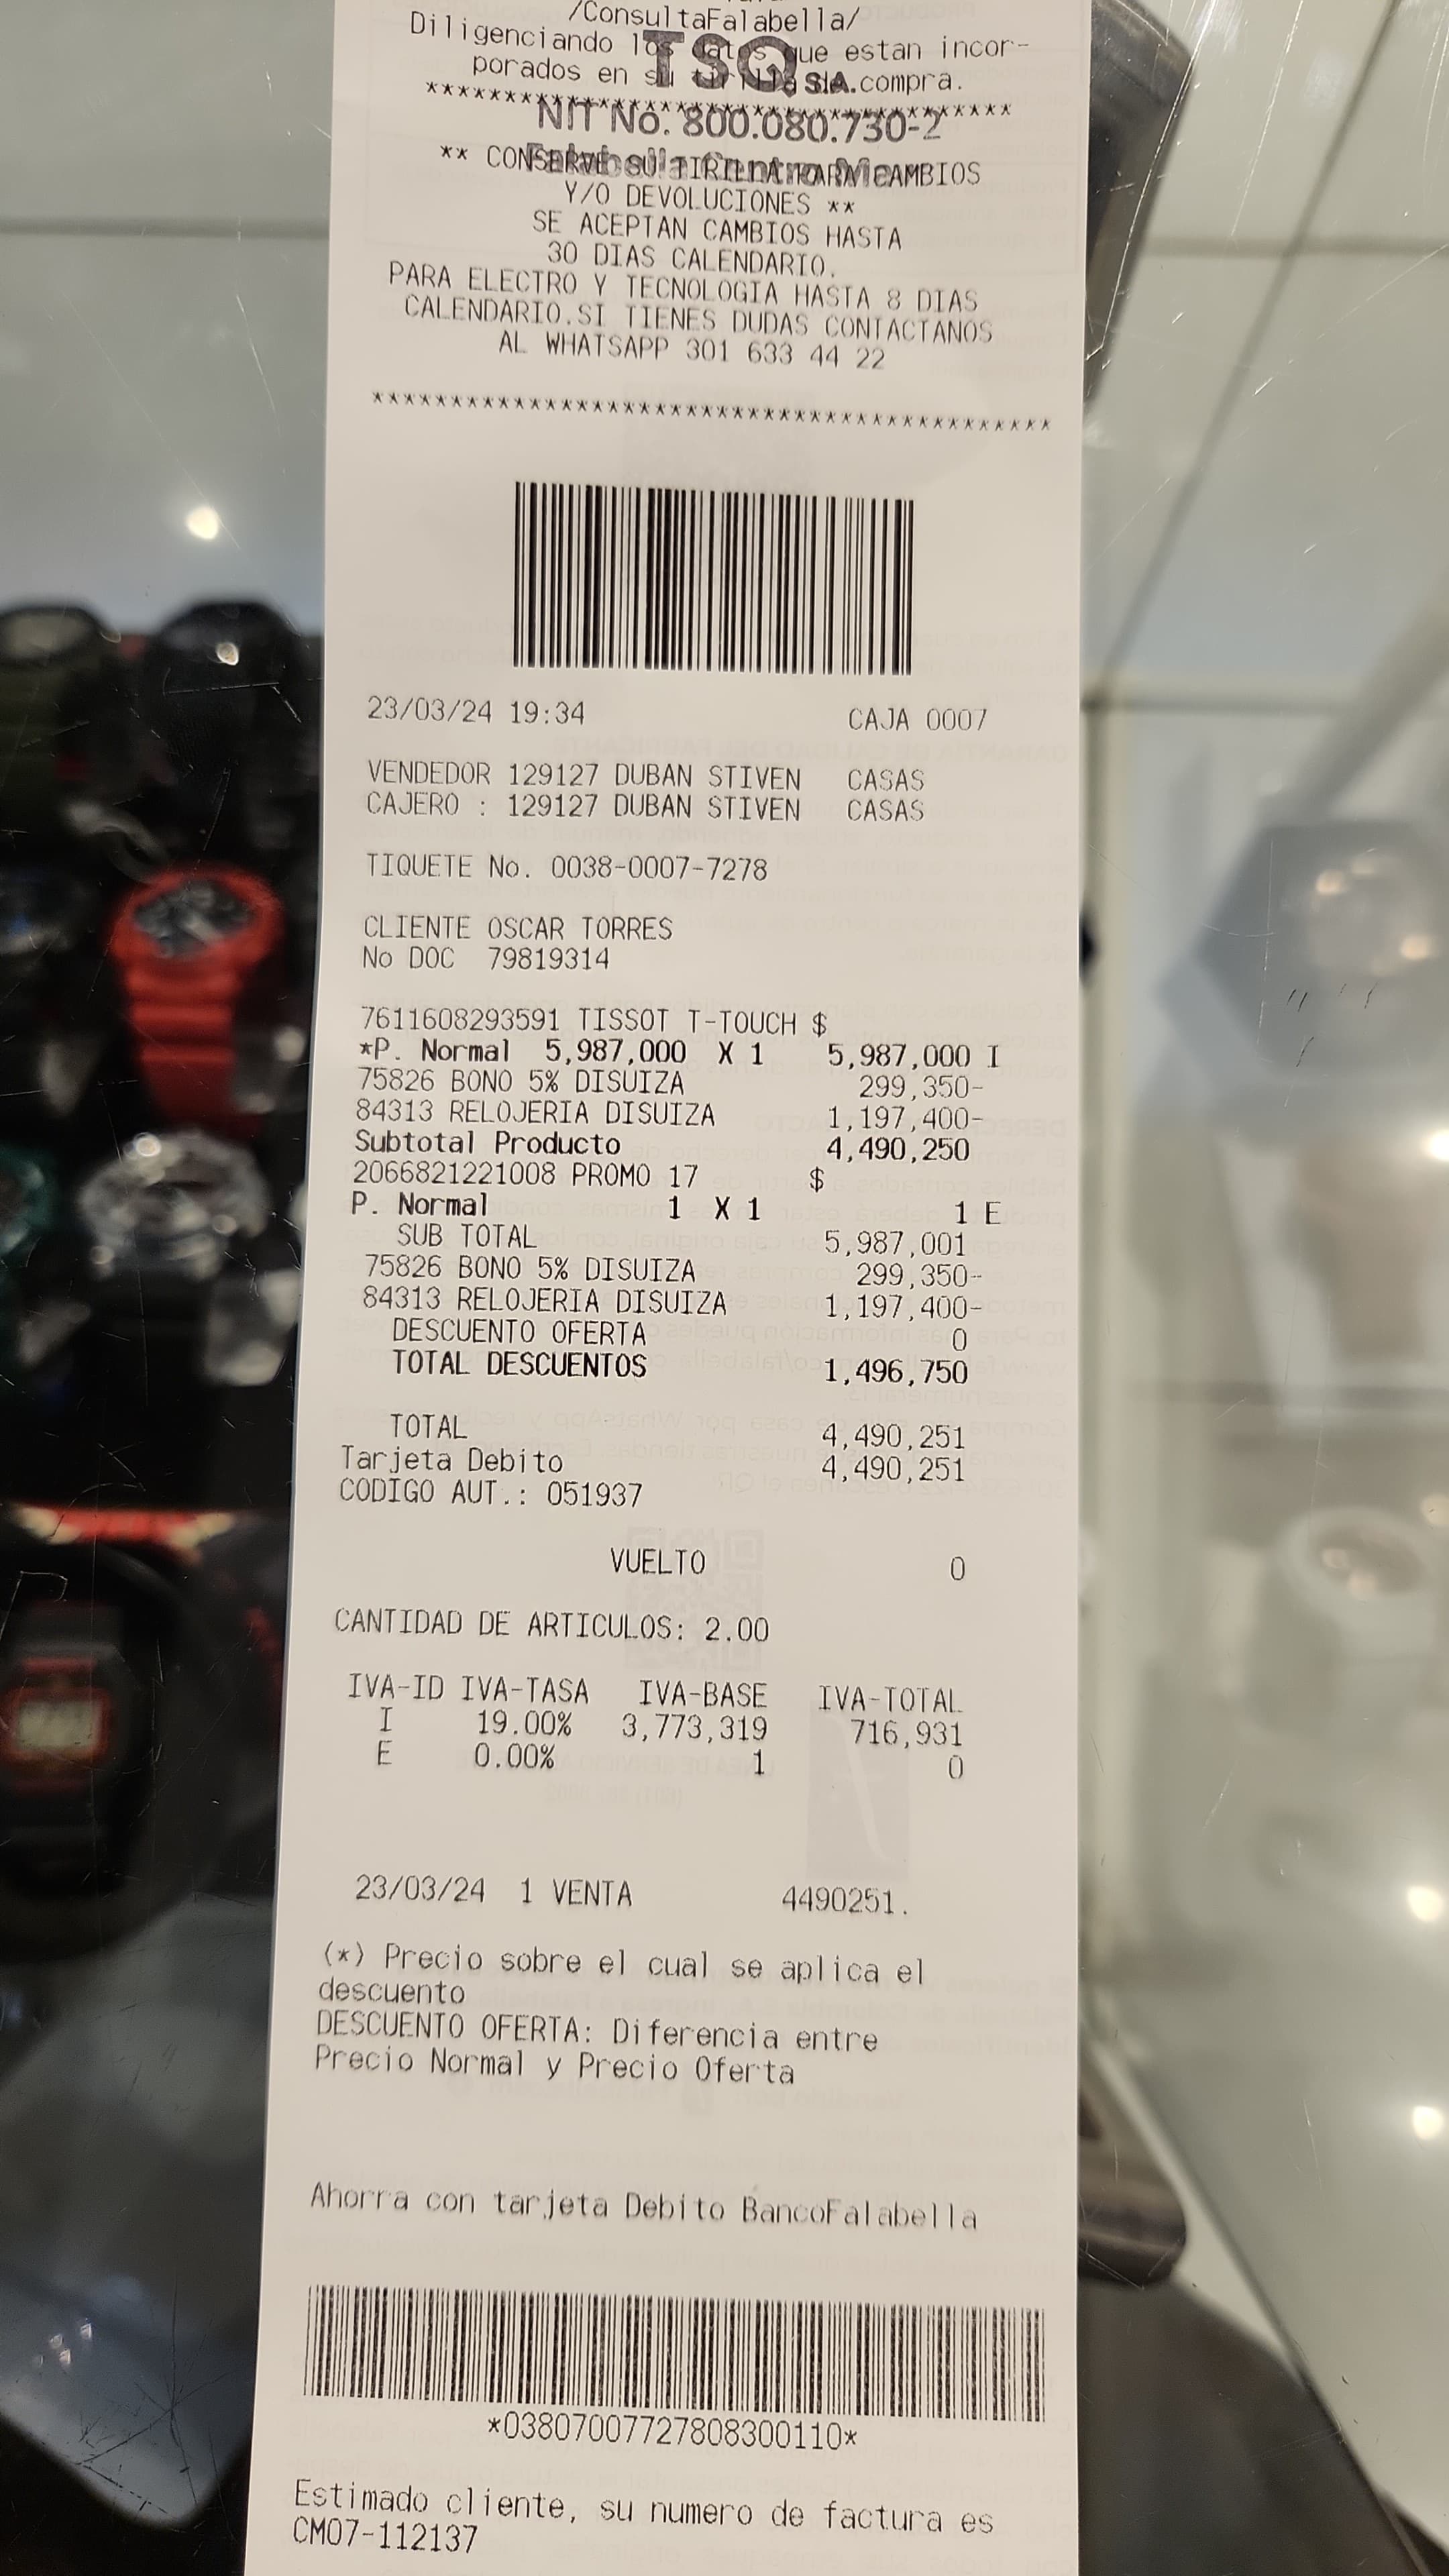 /ConsultaFalabella/
Diligenciando los datos que estan incor-
porados en su tirilla de compra.
TSQ S.A.
*******************************************
NIT No. 800.080.730-2
** CONSERVE SU TIRILLA PARA CAMBIOS
Falabella Centro
Y/O DEVOLUCIONES **
SE ACEPTAN CAMBIOS HASTA
30 DIAS CALENDARIO.
PARA ELECTRO Y TECNOLOGIA HASTA 8 DIAS
CALENDARIO.SI TIENES DUDAS CONTACTANOS
AL WHATSAPP 301 633 44 22
*******************************************
23/03/24 19:34 CAJA 0007
VENDEDOR 129127 DUBAN STIVEN CASAS
CAJERO : 129127 DUBAN STIVEN CASAS
TIQUETE No. 0038-0007-7278
CLIENTE OSCAR TORRES
No DOC 79819314
7611608293591 TISSOT T-TOUCH $
*P. Normal 5,987,000 X 1 5,987,000 I
75826 BONO 5% DISUIZA 299,350-
84313 RELOJERIA DISUIZA 1,197,400-
Subtotal Producto 4,490,250
2066821221008 PROMO 17 $
P. Normal 1 X 1 1 E
SUB TOTAL 5,987,001
75826 BONO 5% DISUIZA 299,350-
84313 RELOJERIA DISUIZA 1,197,400-
DESCUENTO OFERTA 0
TOTAL DESCUENTOS 1,496,750
TOTAL 4,490,251
Tarjeta Debito 4,490,251
CODIGO AUT.: 051937
VUELTO 0
CANTIDAD DE ARTICULOS: 2.00
IVA-ID IVA-TASA IVA-BASE IVA-TOTAL
I 19.00% 3,773,319 716,931
E 0.00% 1 0
23/03/24 1 VENTA 4490251.
(*) Precio sobre el cual se aplica el
descuento
DESCUENTO OFERTA: Diferencia entre
Precio Normal y Precio Oferta
Ahorra con tarjeta Debito BancoFalabella
*03807007727808300110*
Estimado cliente, su numero de factura es
CM07-112137